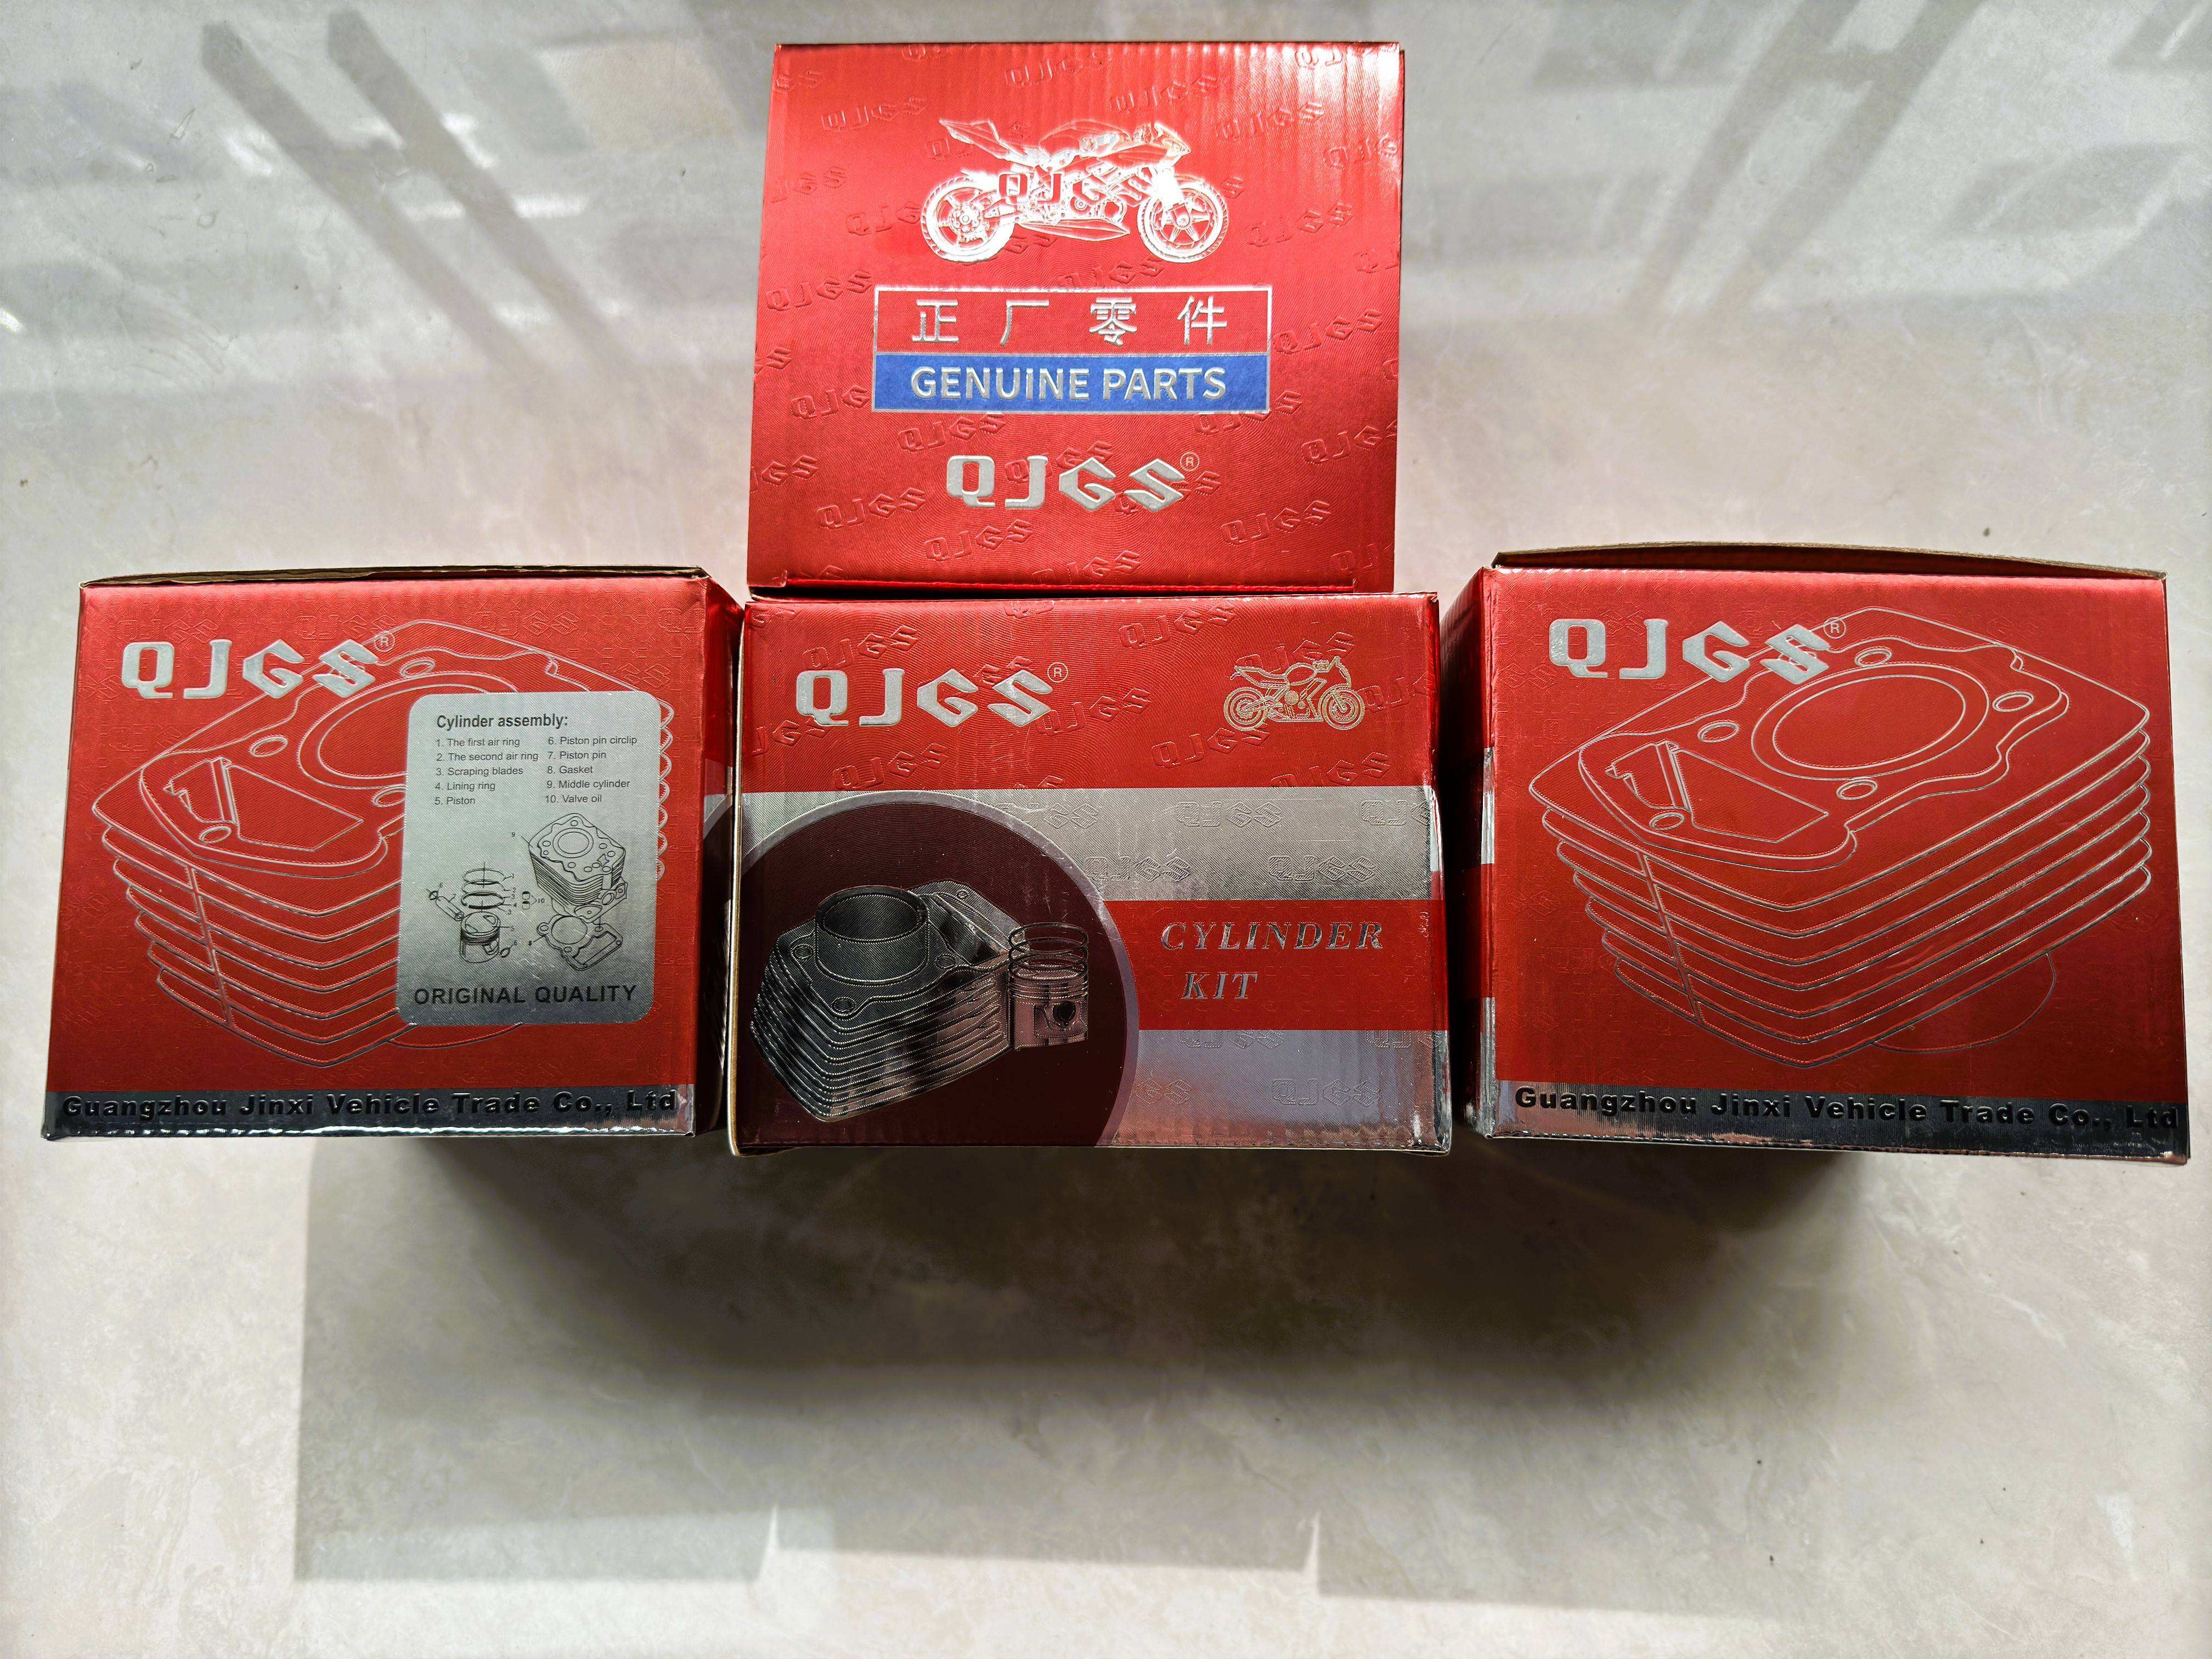 QJGS
正厂零件
GENUINE PARTS
QJGS®
QJGS®
Cylinder assembly:
1. The first air ring
2. The second air ring
3. Scraping blades
4. Lining ring
5. Piston
6. Piston pin circlip
7. Piston pin
8. Gasket
9. Middle cylinder
10. Valve oil
ORIGINAL QUALITY
Guangzhou Jinxi Vehicle Trade Co., Ltd
QJGS®
CYLINDER
KIT
QJGS®
Guangzhou Jinxi Vehicle Trade Co., Ltd